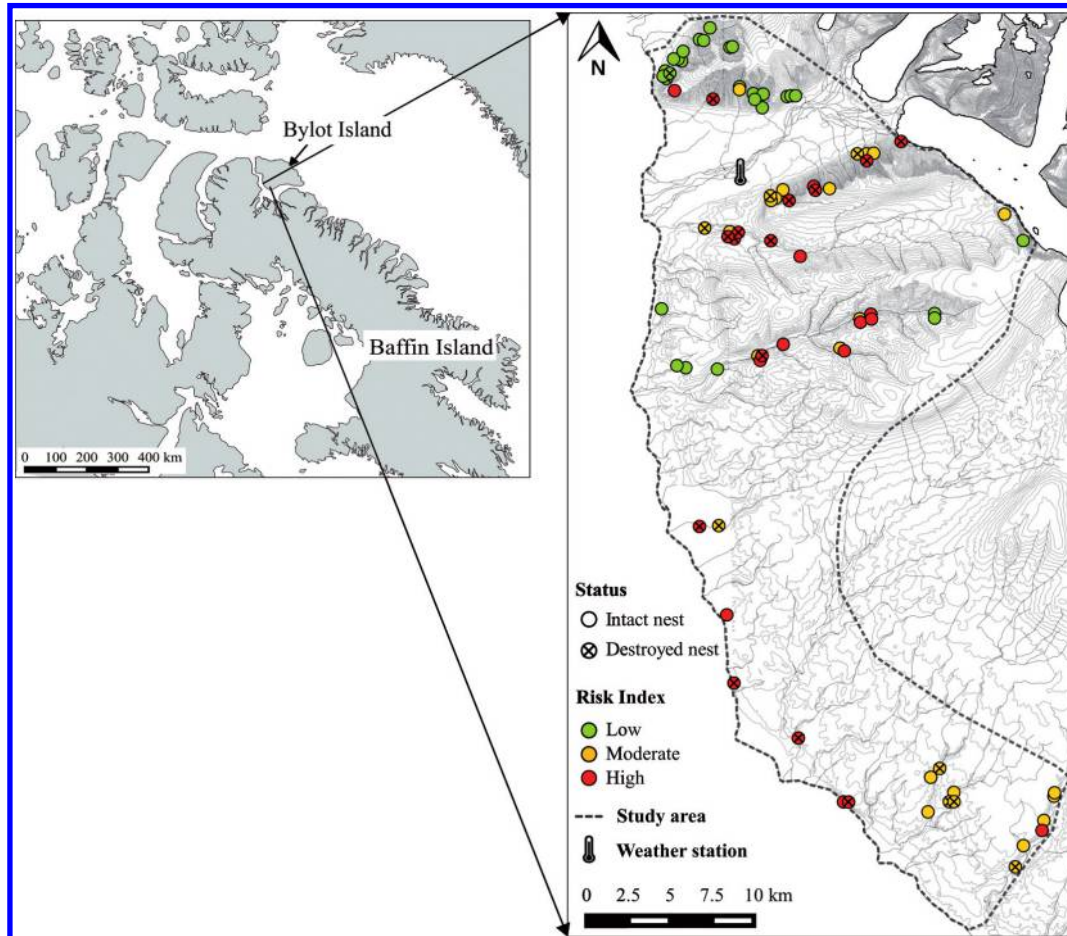 Bylot Island
Baffin Island
0 100 200 300 400 km
N
Status
Intact nest
Destroyed nest
Risk Index
Low
Moderate
High
Study area
Weather station
0 2.5 5 7.5 10 km